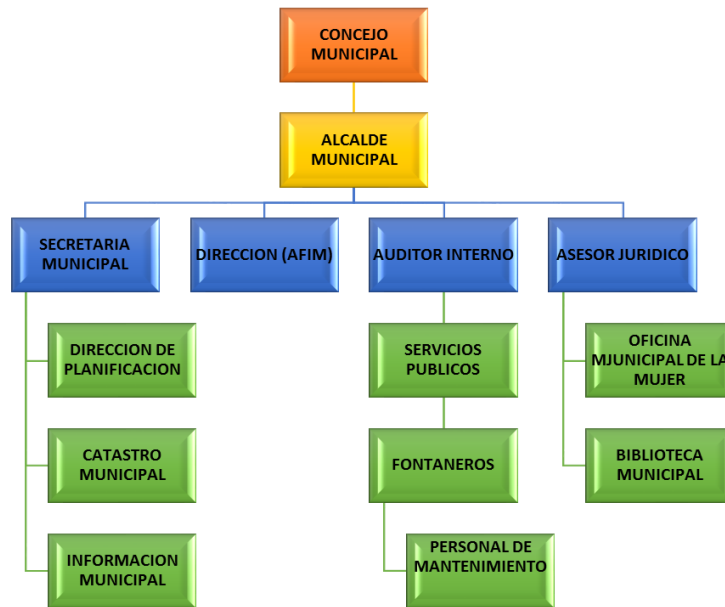 CONCEJO
MUNICIPAL
ALCALDE
MUNICIPAL
SECRETARIA
MUNICIPAL
DIRECCION (AFIM)
AUDITOR INTERNO
ASESOR JURIDICO
DIRECCION DE
PLANIFICACION
SERVICIOS
PUBLICOS
OFICINA
MJUNICIPAL DE LA
MUJER
CATASTRO
MUNICIPAL
FONTANEROS
BIBLIOTECA
MUNICIPAL
INFORMACION
MUNICIPAL
PERSONAL DE
MANTENIMIENTO